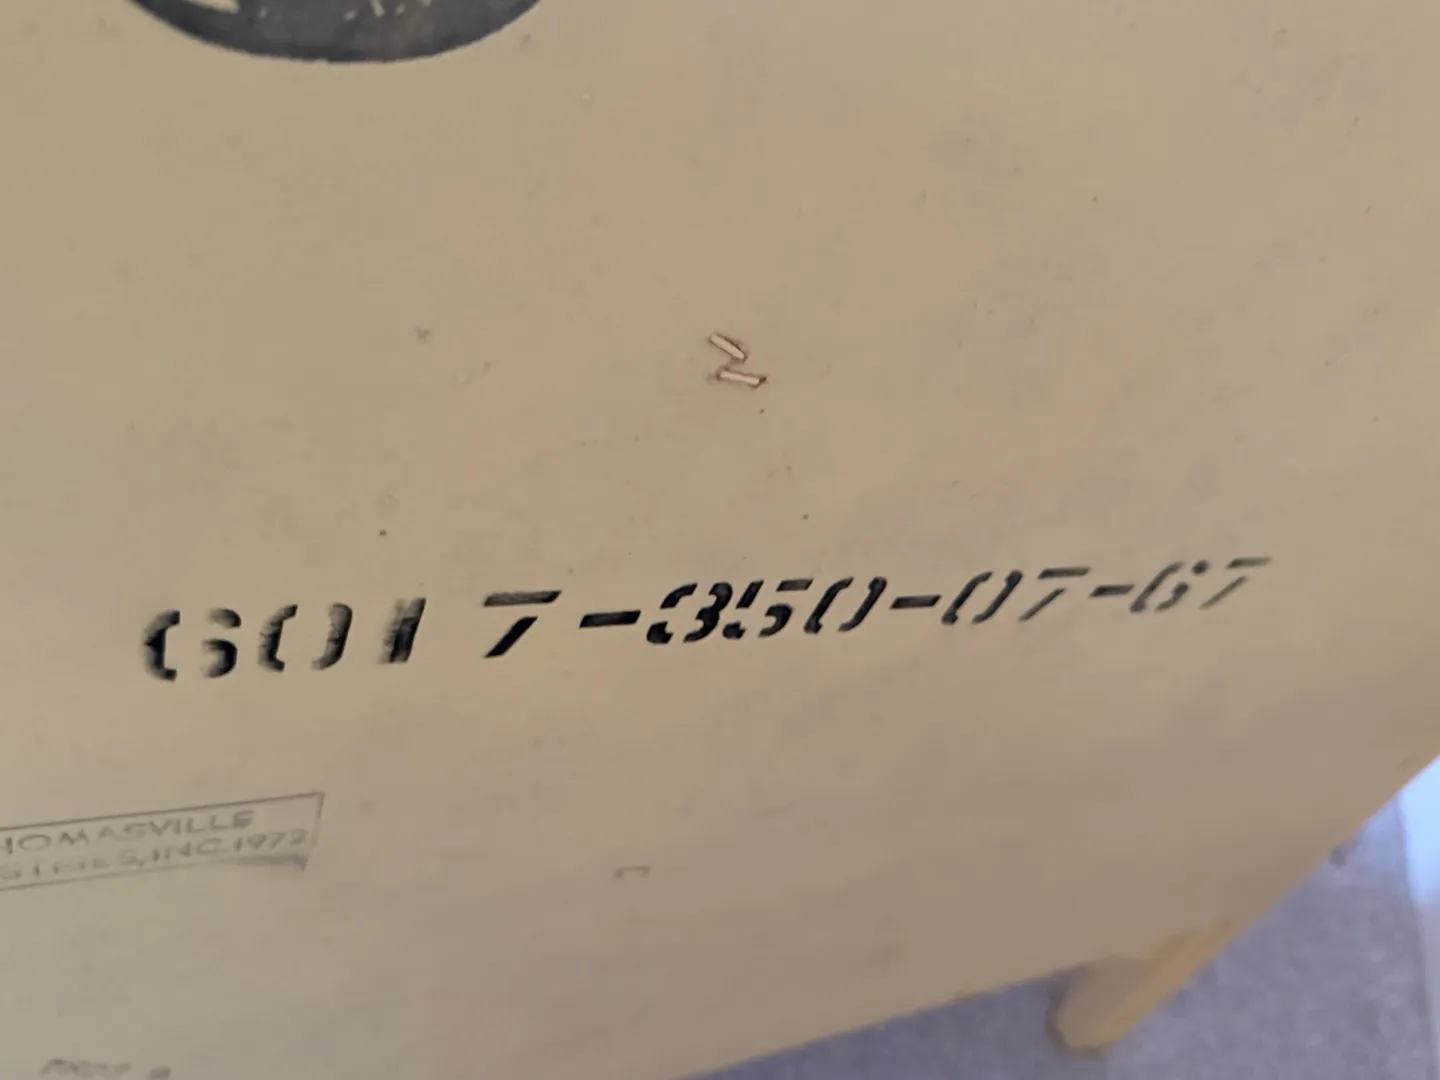 6017-350-07-67
HOMASVILLE
STRIES, INC 1972